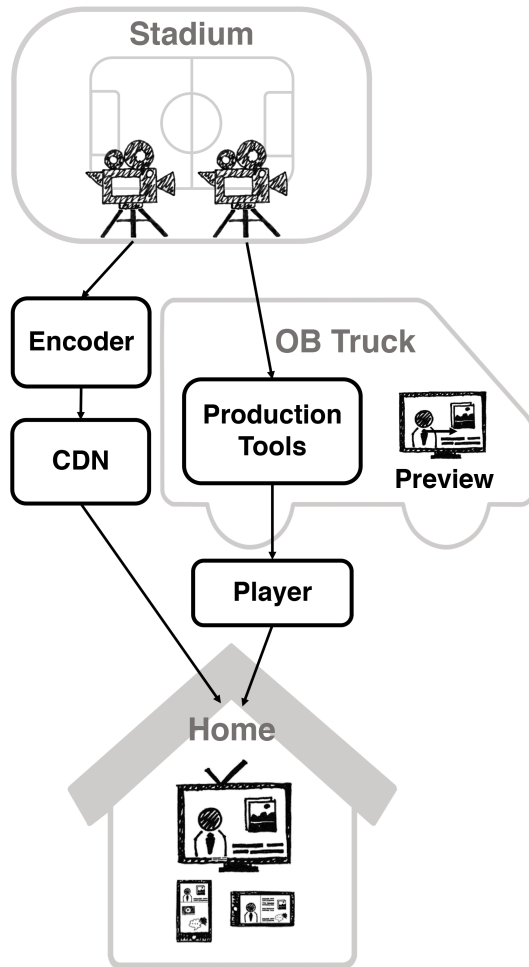 Stadium
Encoder
OB Truck
Production
Tools
CDN
Preview
Player
Home